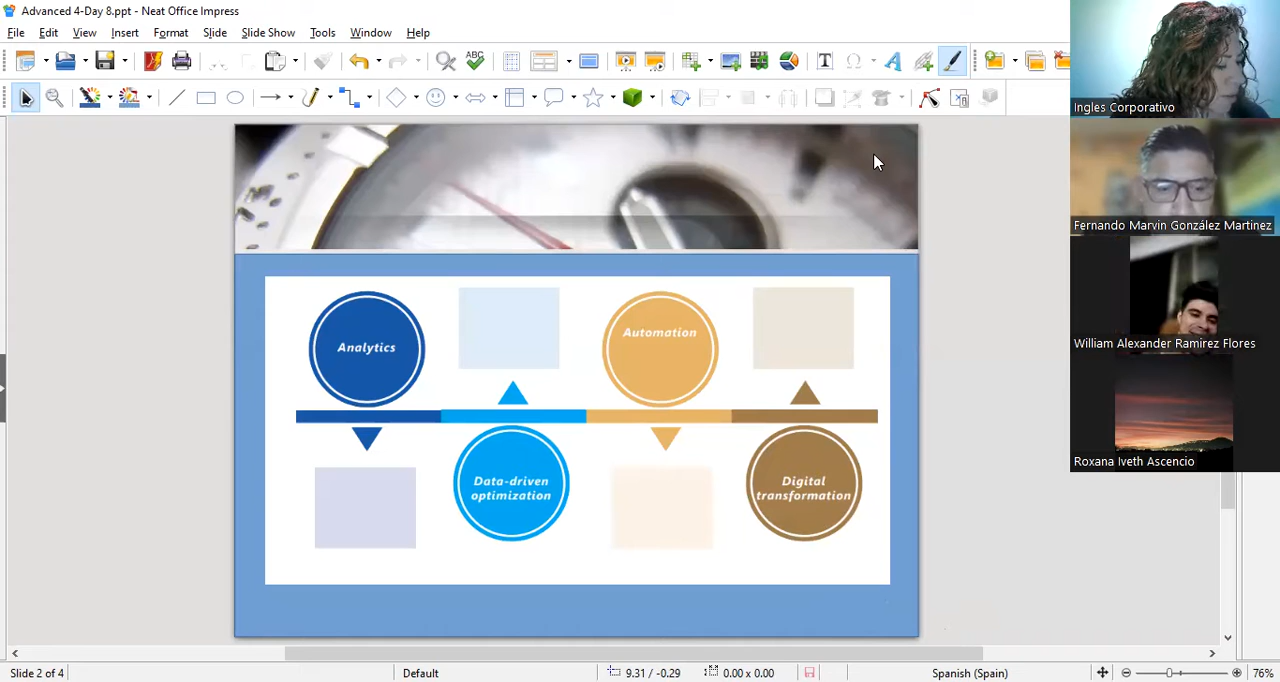 Advanced 4-Day 8.ppt - Neat Office Impress
File Edit View Insert Format Slide Slide Show Tools Window Help
ABC
T
A
Ingles Corporativo
Fernando Marvin González Martinez
William Alexander Ramirez Flores
Roxana Iveth Ascencio
Analytics
Automation
Data-driven
optimization
Digital
transformation
Slide 2 of 4
Default
9.31 / -0.29
0.00 x 0.00
Spanish (Spain)
76%